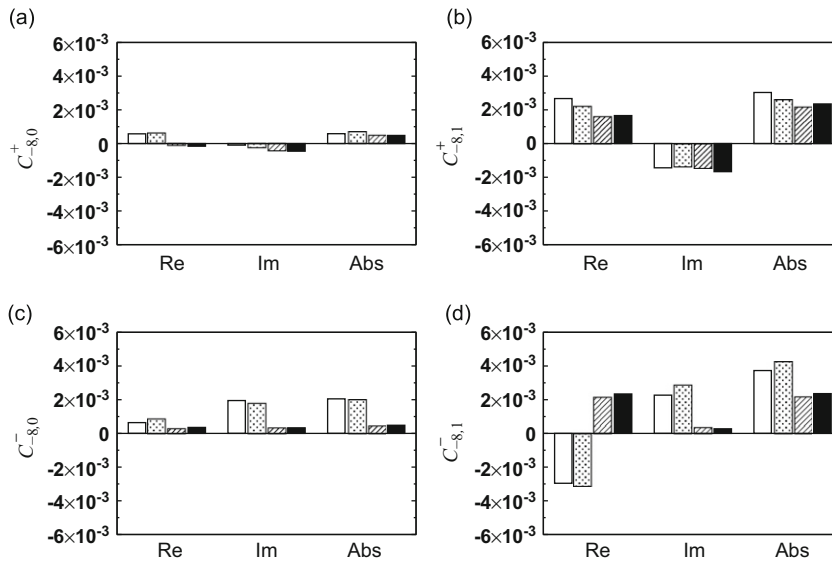 (a)
6×10⁻³
4×10⁻³
2×10⁻³
0
-2×10⁻³
-4×10⁻³
-6×10⁻³
C⁺₋₈,₀
Re Im Abs
(b)
6×10⁻³
4×10⁻³
2×10⁻³
0
-2×10⁻³
-4×10⁻³
-6×10⁻³
C⁺₋₈,₁
Re Im Abs
(c)
6×10⁻³
4×10⁻³
2×10⁻³
0
-2×10⁻³
-4×10⁻³
-6×10⁻³
C⁻₋₈,₀
Re Im Abs
(d)
6×10⁻³
4×10⁻³
2×10⁻³
0
-2×10⁻³
-4×10⁻³
-6×10⁻³
C⁻₋₈,₁
Re Im Abs